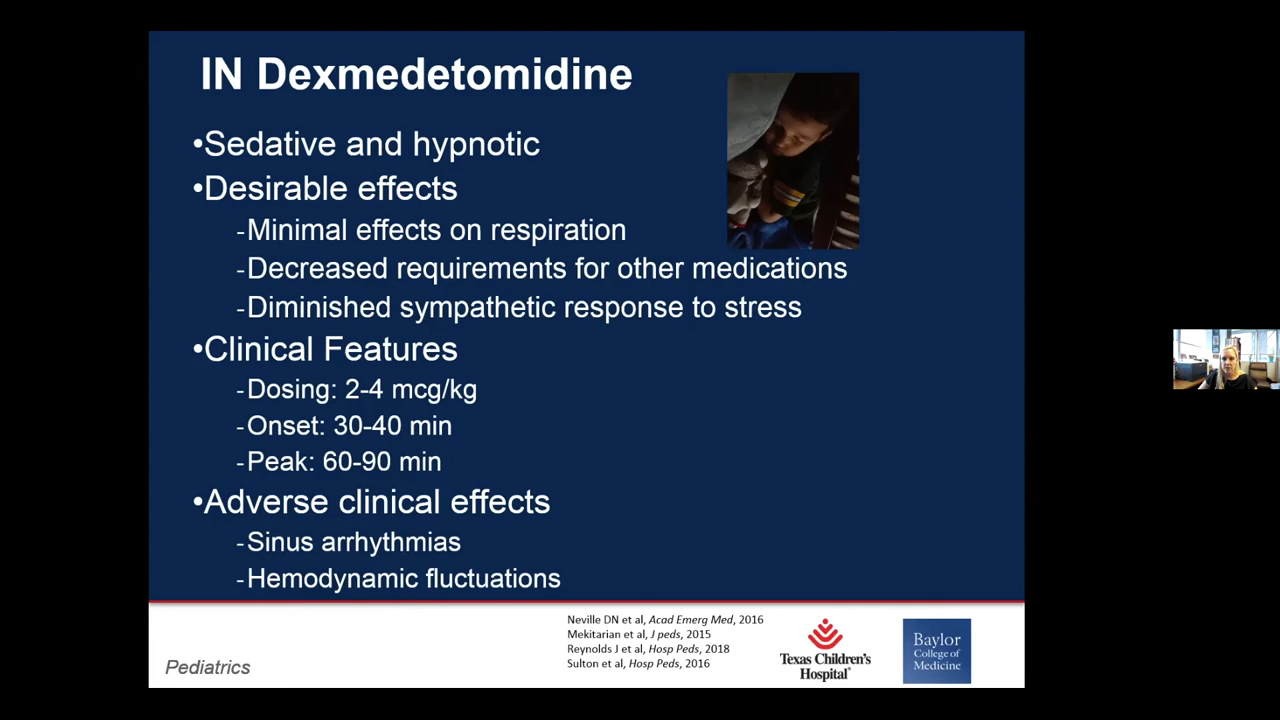 IN Dexmedetomidine
•Sedative and hypnotic
•Desirable effects
-Minimal effects on respiration
-Decreased requirements for other medications
-Diminished sympathetic response to stress
•Clinical Features
-Dosing: 2-4 mcg/kg
-Onset: 30-40 min
-Peak: 60-90 min
•Adverse clinical effects
-Sinus arrhythmias
-Hemodynamic fluctuations
Neville DN et al, Acad Emerg Med, 2016
Mekitarian et al, J peds, 2015
Reynolds J et al, Hosp Peds, 2018
Sulton et al, Hosp Peds, 2016
Pediatrics
Texas Children's
Hospital®
Baylor
College of
Medicine